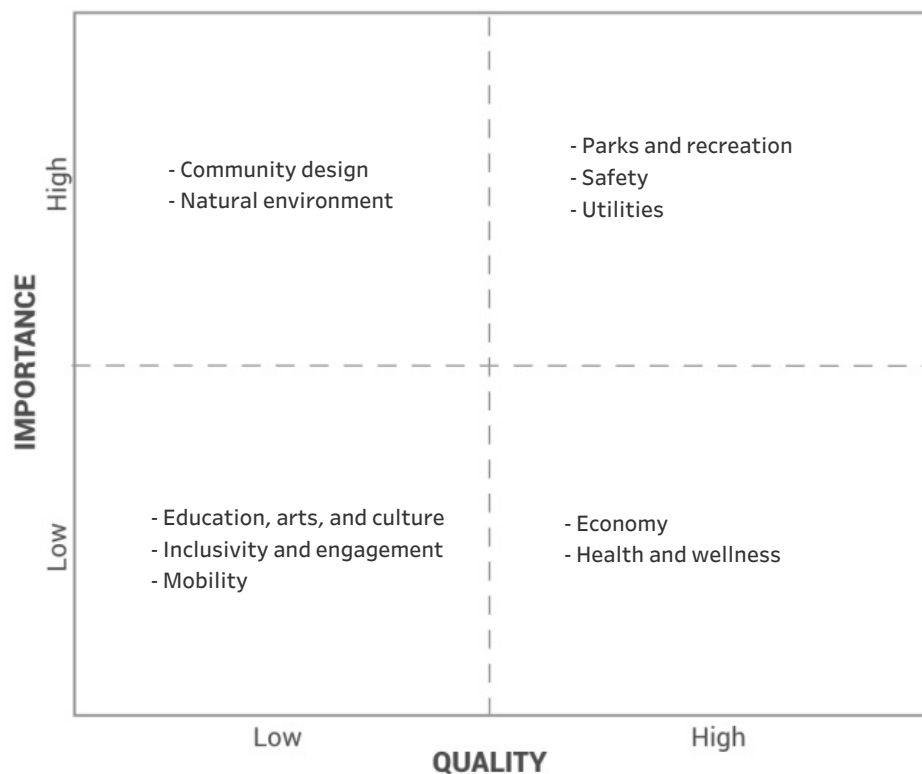 High
- Community design
- Natural environment
- Parks and recreation
- Safety
- Utilities
IMPORTANCE
Low
- Education, arts, and culture
- Inclusivity and engagement
- Mobility
- Economy
- Health and wellness
Low
High
QUALITY